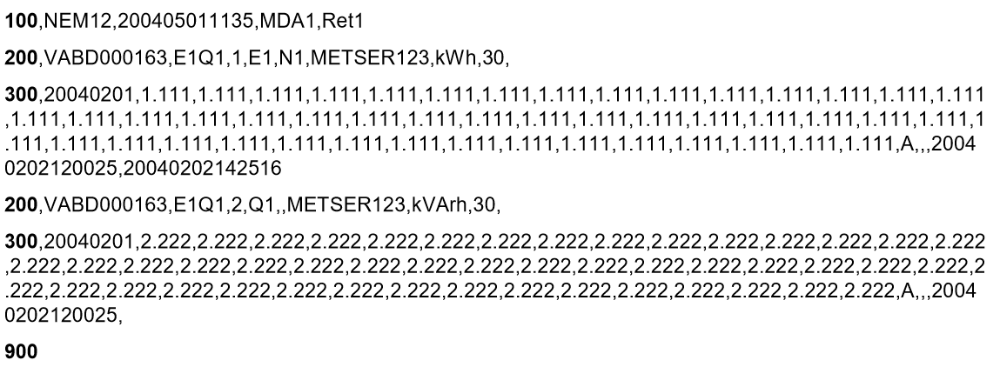 100,NEM12,200405011135,MDA1,Ret1
200,VABD000163,E1Q1,1,E1,N1,METSER123,kWh,30,
300,20040201,1.111,1.111,1.111,1.111,1.111,1.111,1.111,1.111,1.111,1.111,1.111,1.111,1.111,1.111,1.111
,1.111,1.111,1.111,1.111,1.111,1.111,1.111,1.111,1.111,1.111,1.111,1.111,1.111,1.111,1.111,1.111,1.111,1
.111,1.111,1.111,1.111,1.111,1.111,1.111,1.111,1.111,1.111,1.111,1.111,1.111,1.111,1.111,1.111,A,,,2004
0202120025,20040202142516
200,VABD000163,E1Q1,2,Q1,,METSER123,kVArh,30,
300,20040201,2.222,2.222,2.222,2.222,2.222,2.222,2.222,2.222,2.222,2.222,2.222,2.222,2.222,2.222,2.222
,2.222,2.222,2.222,2.222,2.222,2.222,2.222,2.222,2.222,2.222,2.222,2.222,2.222,2.222,2.222,2.222,2.222,2
.222,2.222,2.222,2.222,2.222,2.222,2.222,2.222,2.222,2.222,2.222,2.222,2.222,2.222,2.222,2.222,A,,,2004
0202120025,
900